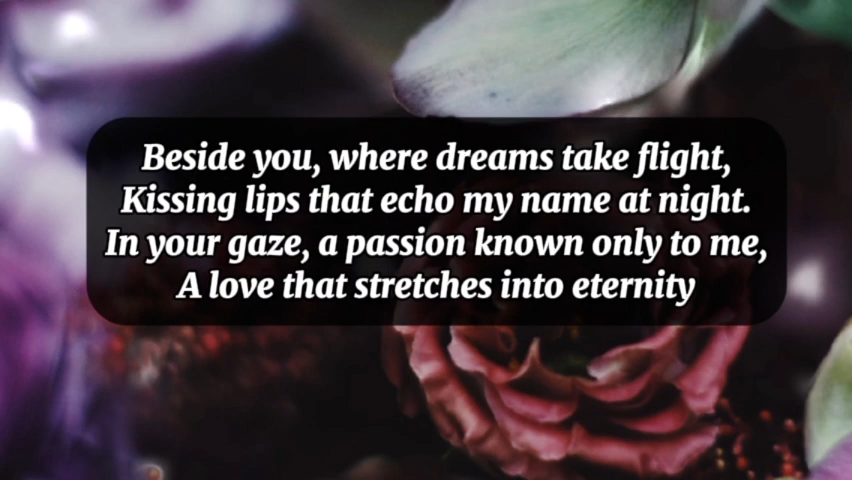 Beside you, where dreams take flight,
Kissing lips that echo my name at night.
In your gaze, a passion known only to me,
A love that stretches into eternity